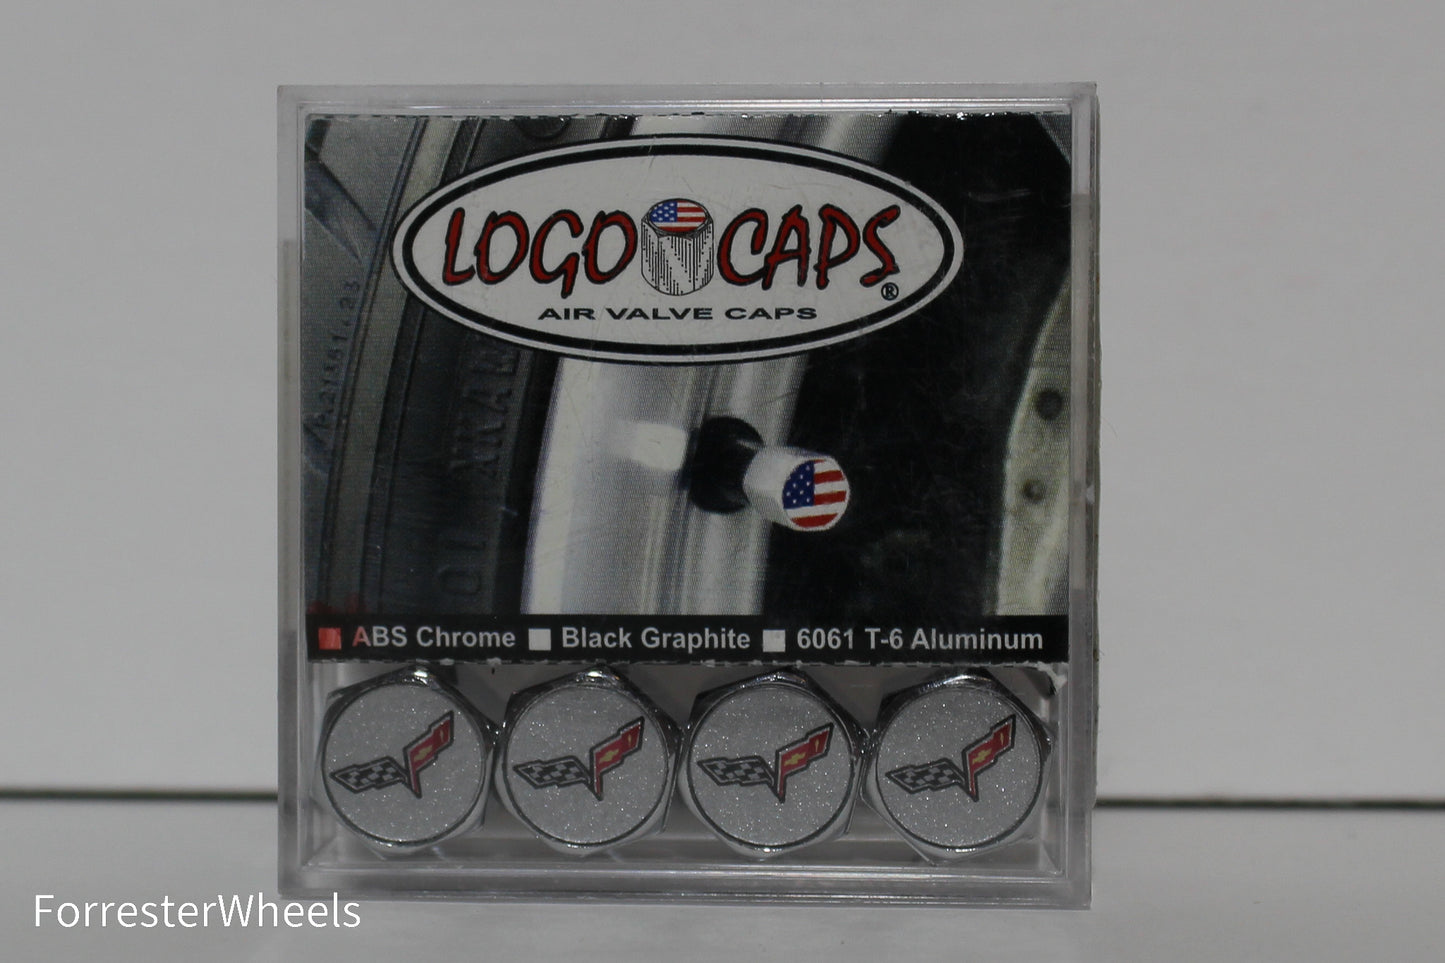 LOGO CAPS®
AIR VALVE CAPS
ABS Chrome Black Graphite 6061 T-6 Aluminum
ForresterWheels